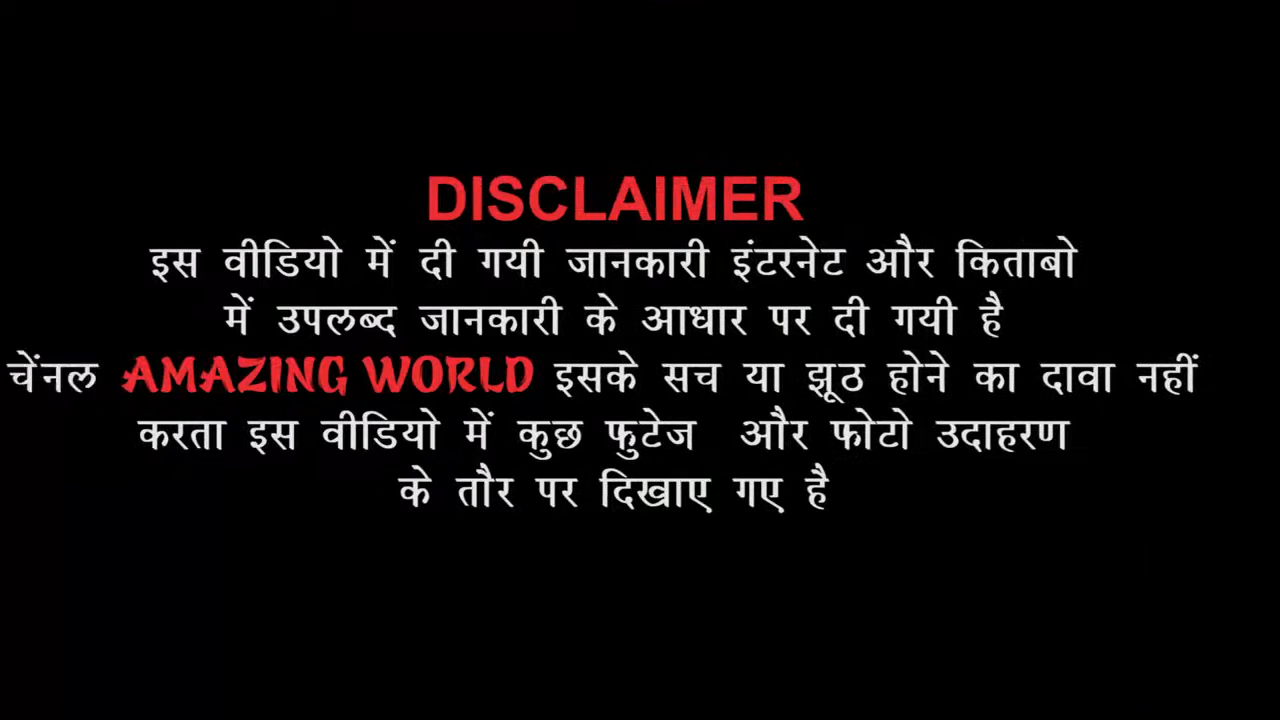 DISCLAIMER
इस वीडियो में दी गयी जानकारी इंटरनेट और किताबो
में उपलब्द जानकारी के आधार पर दी गयी है
चेंनल AMAZING WORLD इसके सच या झूठ होने का दावा नहीं
करता इस वीडियो में कुछ फुटेज और फोटो उदाहरण
के तौर पर दिखाए गए है